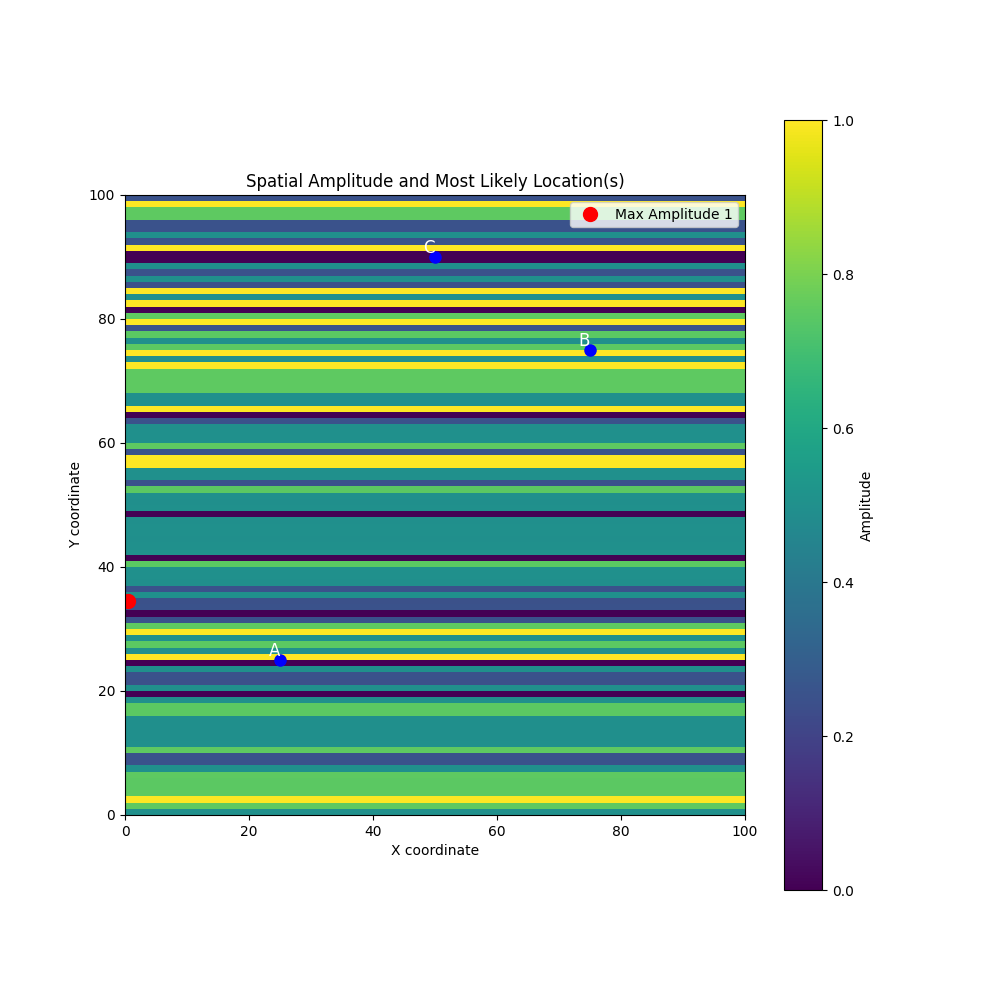 Spatial Amplitude and Most Likely Location(s)
Max Amplitude 1
C
B
A
100
80
60
40
20
0
Y coordinate
0 20 40 60 80 100
X coordinate
1.0
0.8
0.6
0.4
0.2
0.0
Amplitude